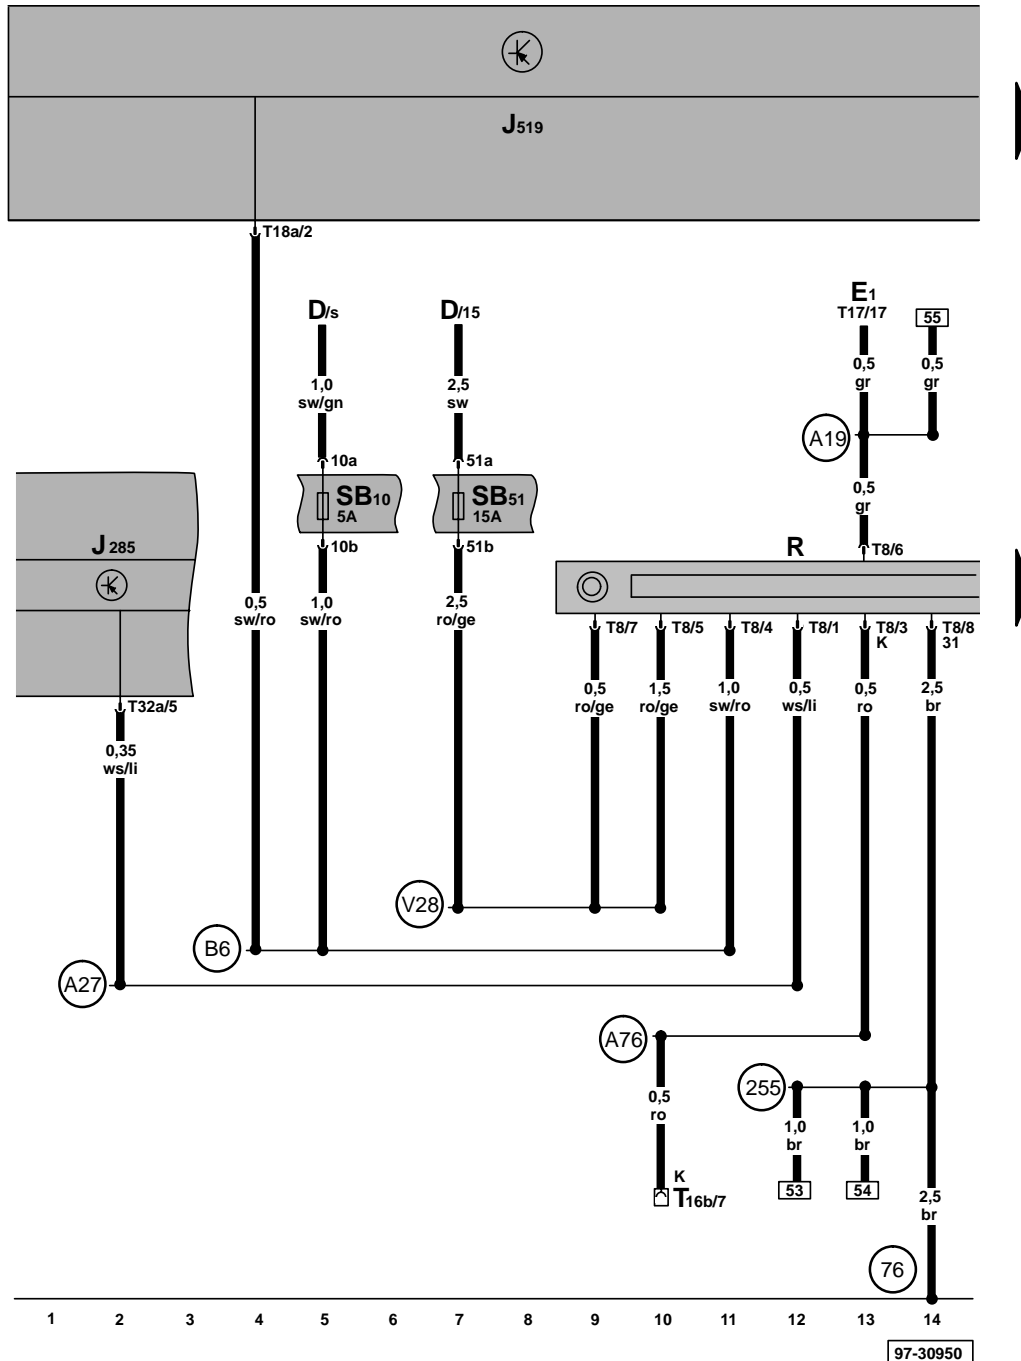 J519
T18a/2
D/s
D/15
E1
T17/17
55
1,0
sw/gn
2,5
sw
0,5
gr
0,5
gr
A19
10a
51a
SB10
5A
SB51
15A
0,5
gr
10b
51b
J 285
R
T8/6
0,5
sw/ro
1,0
sw/ro
2,5
ro/ge
T8/7
T8/5
T8/4
T8/1
T8/3
K
T8/8
31
0,5
ro/ge
1,5
ro/ge
1,0
sw/ro
0,5
ws/li
0,5
ro
2,5
br
T32a/5
0,35
ws/li
V28
B6
A27
A76
255
0,5
ro
1,0
br
1,0
br
K
T16b/7
53
54
2,5
br
76
1 2 3 4 5 6 7 8 9 10 11 12 13 14
97-30950